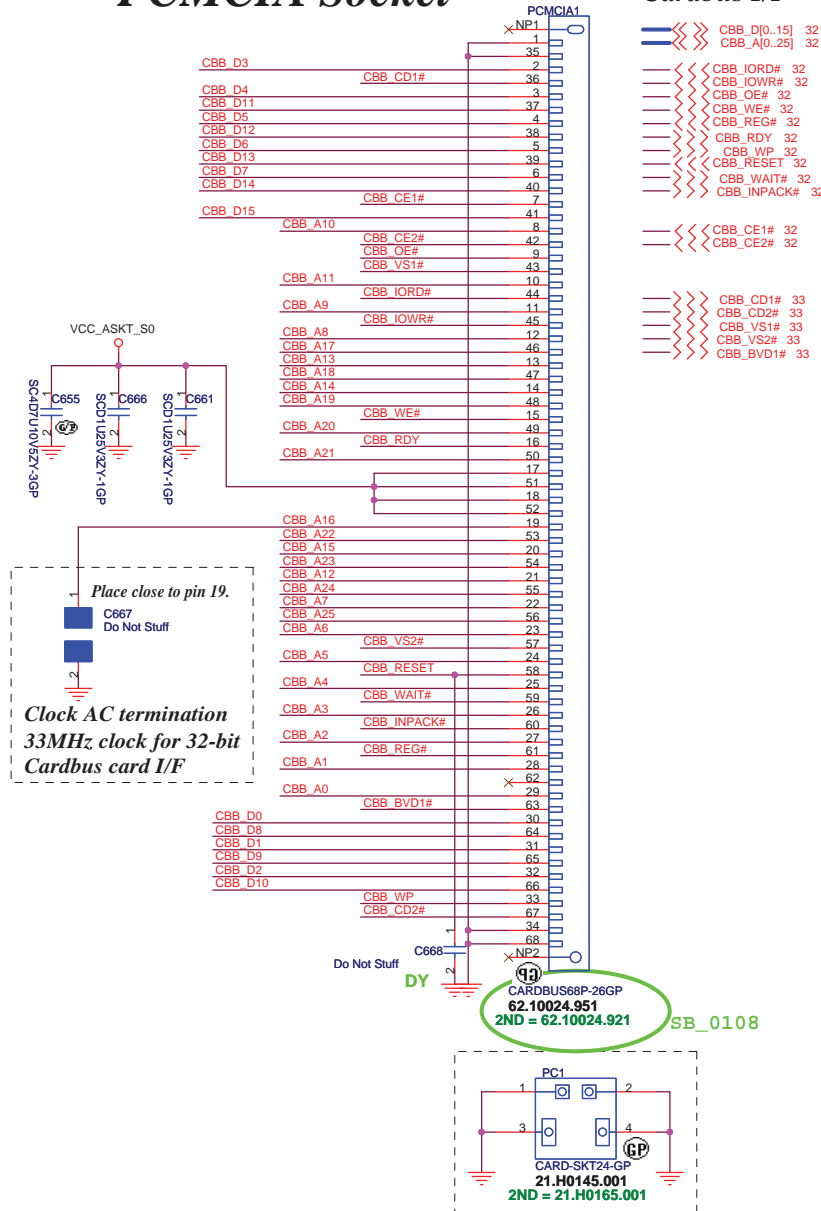 PCMCIA Socket
PCMCIA1
NP1
1
35
CBB_D3 2
CBB_CD1# 36
CBB_D4 3
CBB_D11 37
CBB_D5 4
CBB_D12 38
CBB_D6 5
CBB_D13 39
CBB_D7 6
CBB_D14 40
CBB_CE1# 7
CBB_D15 41
CBB_A10 8
CBB_CE2# 42
CBB_OE# 9
CBB_VS1# 43
CBB_A11 10
CBB_IORD# 44
CBB_A9 11
CBB_IOWR# 45
CBB_A8 12
CBB_A17 46
CBB_A13 13
CBB_A18 47
CBB_A14 14
CBB_A19 48
CBB_WE# 15
CBB_A20 49
CBB_RDY 16
CBB_A21 50
17
51
18
52
CBB_A16 19
CBB_A22 53
CBB_A15 20
CBB_A23 54
CBB_A12 21
CBB_A24 55
CBB_A7 22
CBB_A25 56
CBB_A6 23
CBB_VS2# 57
CBB_A5 24
CBB_RESET 58
CBB_A4 25
CBB_WAIT# 59
CBB_A3 26
CBB_INPACK# 60
CBB_A2 27
CBB_REG# 61
CBB_A1 28
62
CBB_A0 29
CBB_BVD1# 63
CBB_D0 30
CBB_D8 64
CBB_D1 31
CBB_D9 65
CBB_D2 32
CBB_D10 66
CBB_WP 33
CBB_CD2# 67
34
68
NP2
CBB_D[0..15] 32
CBB_A[0..25] 32
CBB_IORD# 32
CBB_IOWR# 32
CBB_OE# 32
CBB_WE# 32
CBB_REG# 32
CBB_RDY 32
CBB_WP 32
CBB_RESET 32
CBB_WAIT# 32
CBB_INPACK# 32
CBB_CE1# 32
CBB_CE2# 32
CBB_CD1# 33
CBB_CD2# 33
CBB_VS1# 33
CBB_VS2# 33
CBB_BVD1# 33
VCC_ASKT_S0
1
C655
2
SC4D7U10V5ZY-3GP
G/P
1
C666
2
SCD1U25V3ZY-1GP
1
C661
2
SCD1U25V3ZY-1GP
Place close to pin 19.
1
C667
Do Not Stuff
2
Clock AC termination
33MHz clock for 32-bit
Cardbus card I/F
1
C668
2
Do Not Stuff
DY
GP
CARDBUS68P-26GP
62.10024.951
2ND = 62.10024.921
SB_0108
PC1
1 2
3 4
GP
CARD-SKT24-GP
21.H0145.001
2ND = 21.H0165.001